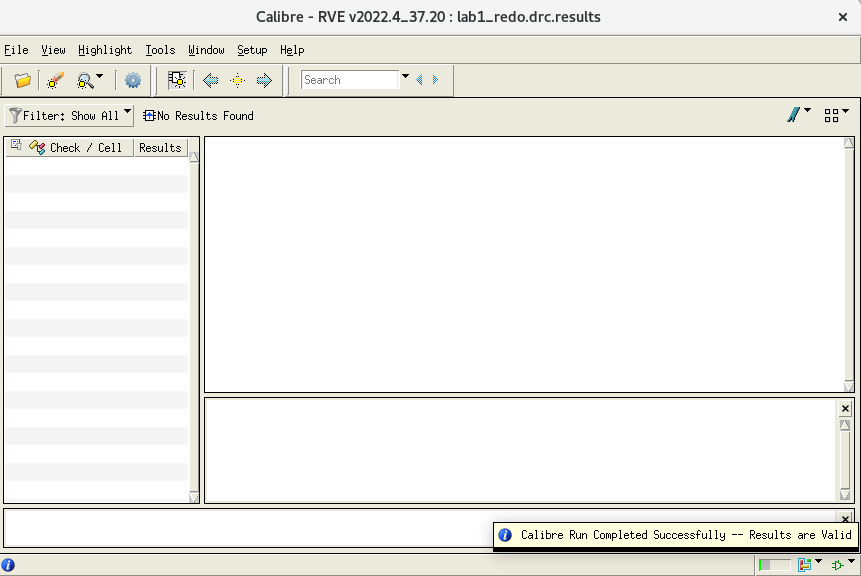 Calibre - RVE v2022.4_37.20 : lab1_redo.drc.results
File View Highlight Tools Window Setup Help
Search
Filter: Show All No Results Found
Check / Cell Results
Calibre Run Completed Successfully -- Results are Valid